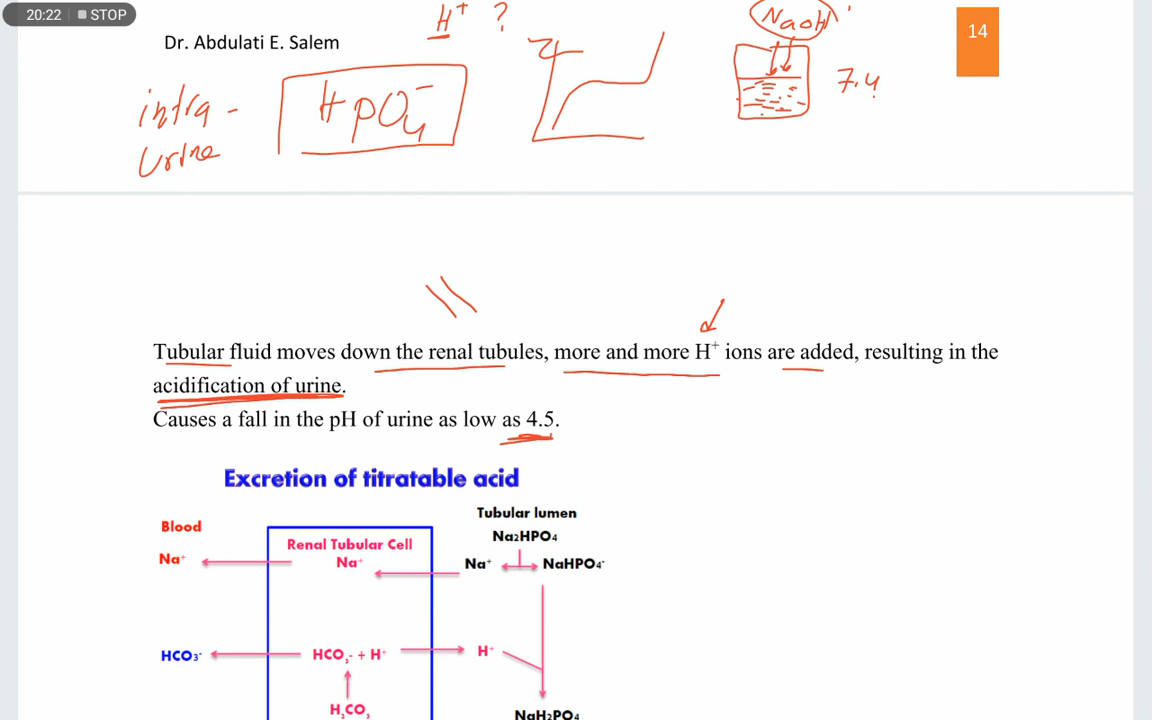 20:22 STOP
Dr. Abdulati E. Salem
H⁺ ?
NaOH
14
intra -
Urine
HPO₄⁻
7.4
Tubular fluid moves down the renal tubules, more and more H⁺ ions are added, resulting in the
acidification of urine.
Causes a fall in the pH of urine as low as 4.5.
Excretion of titratable acid
Tubular lumen
Blood
Na₂HPO₄
Renal Tubular Cell
Na⁺
Na⁺
Na⁺
NaHPO₄⁻
HCO₃⁻
HCO₃⁻ + H⁺
H⁺
H₂CO₃
NaH₂PO₄